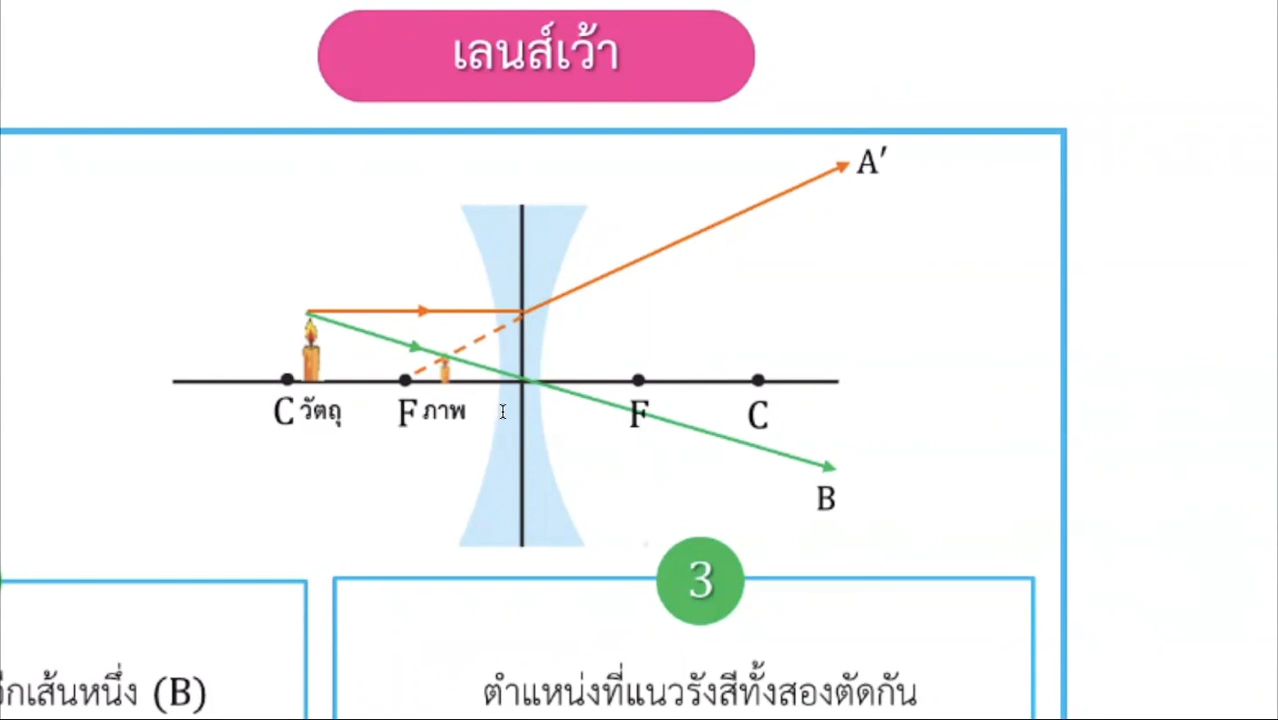 เลนส์เว้า
A′
C วัตถุ F ภาพ F C
B
3
อีกเส้นหนึ่ง (B)
ตำแหน่งที่แนวรังสีทั้งสองตัดกัน